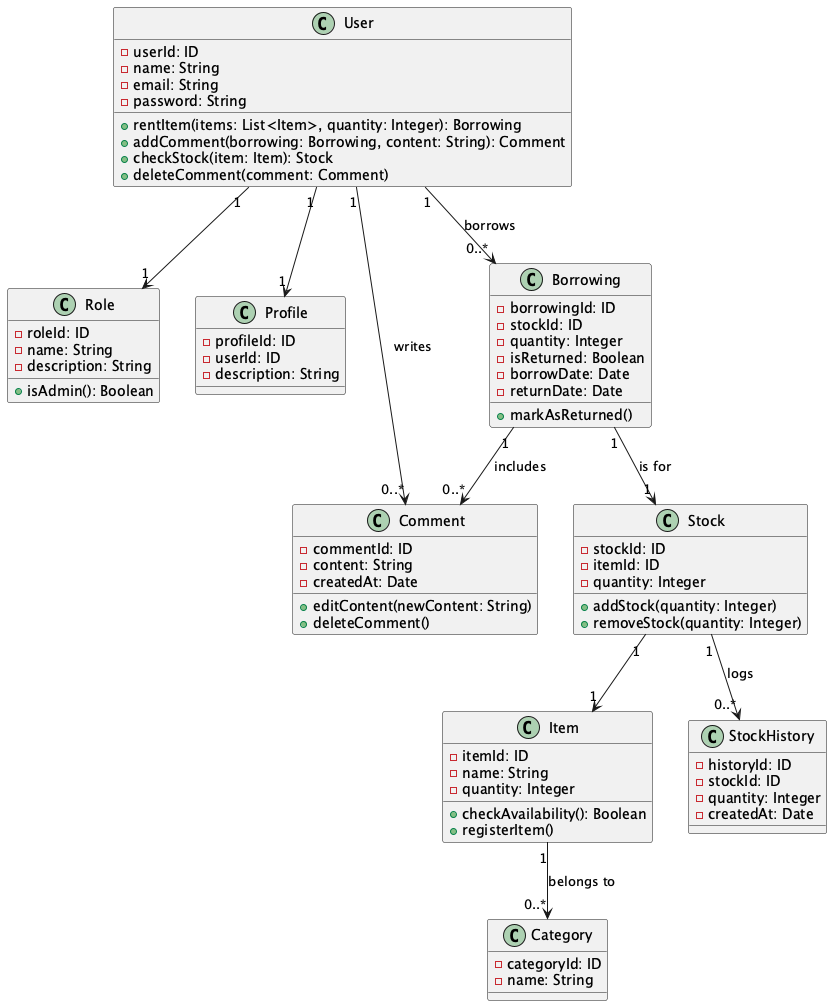 C User
userId: ID
name: String
email: String
password: String
rentItem(items: List<Item>, quantity: Integer): Borrowing
addComment(borrowing: Borrowing, content: String): Comment
checkStock(item: Item): Stock
deleteComment(comment: Comment)
1
1
1
1
borrows
0..*
1
1
C Role
roleId: ID
name: String
description: String
isAdmin(): Boolean
C Profile
profileId: ID
userId: ID
description: String
C Borrowing
borrowingId: ID
stockId: ID
quantity: Integer
isReturned: Boolean
borrowDate: Date
returnDate: Date
markAsReturned()
writes
1
1
includes
is for
0..*
0..*
1
C Comment
commentId: ID
content: String
createdAt: Date
editContent(newContent: String)
deleteComment()
C Stock
stockId: ID
itemId: ID
quantity: Integer
addStock(quantity: Integer)
removeStock(quantity: Integer)
1
1
logs
1
0..*
C Item
itemId: ID
name: String
quantity: Integer
checkAvailability(): Boolean
registerItem()
C StockHistory
historyId: ID
stockId: ID
quantity: Integer
createdAt: Date
1
belongs to
0..*
C Category
categoryId: ID
name: String